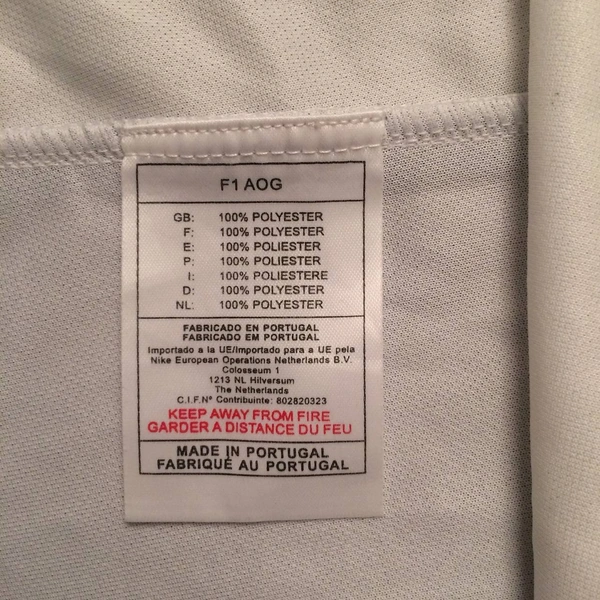 F1 AOG
GB: 100% POLYESTER
F: 100% POLYESTER
E: 100% POLIESTER
P: 100% POLIESTER
I: 100% POLIESTERE
D: 100% POLYESTER
NL: 100% POLYESTER
FABRICADO EN PORTUGAL
FABRICADO EM PORTUGAL
Importado a la UE/Importado para a UE pela
Nike European Operations Netherlands B.V.
Colosseum 1
1213 NL Hilversum
The Netherlands
C.I.F.Nº Contribuinte: 802820323
KEEP AWAY FROM FIRE
GARDER A DISTANCE DU FEU
MADE IN PORTUGAL
FABRIQUÉ AU PORTUGAL